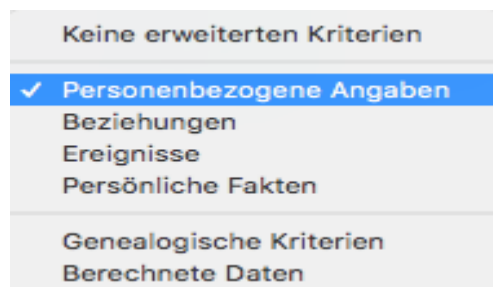 Keine erweiterten Kriterien
✓ Personenbezogene Angaben
Beziehungen
Ereignisse
Persönliche Fakten
Genealogische Kriterien
Berechnete Daten